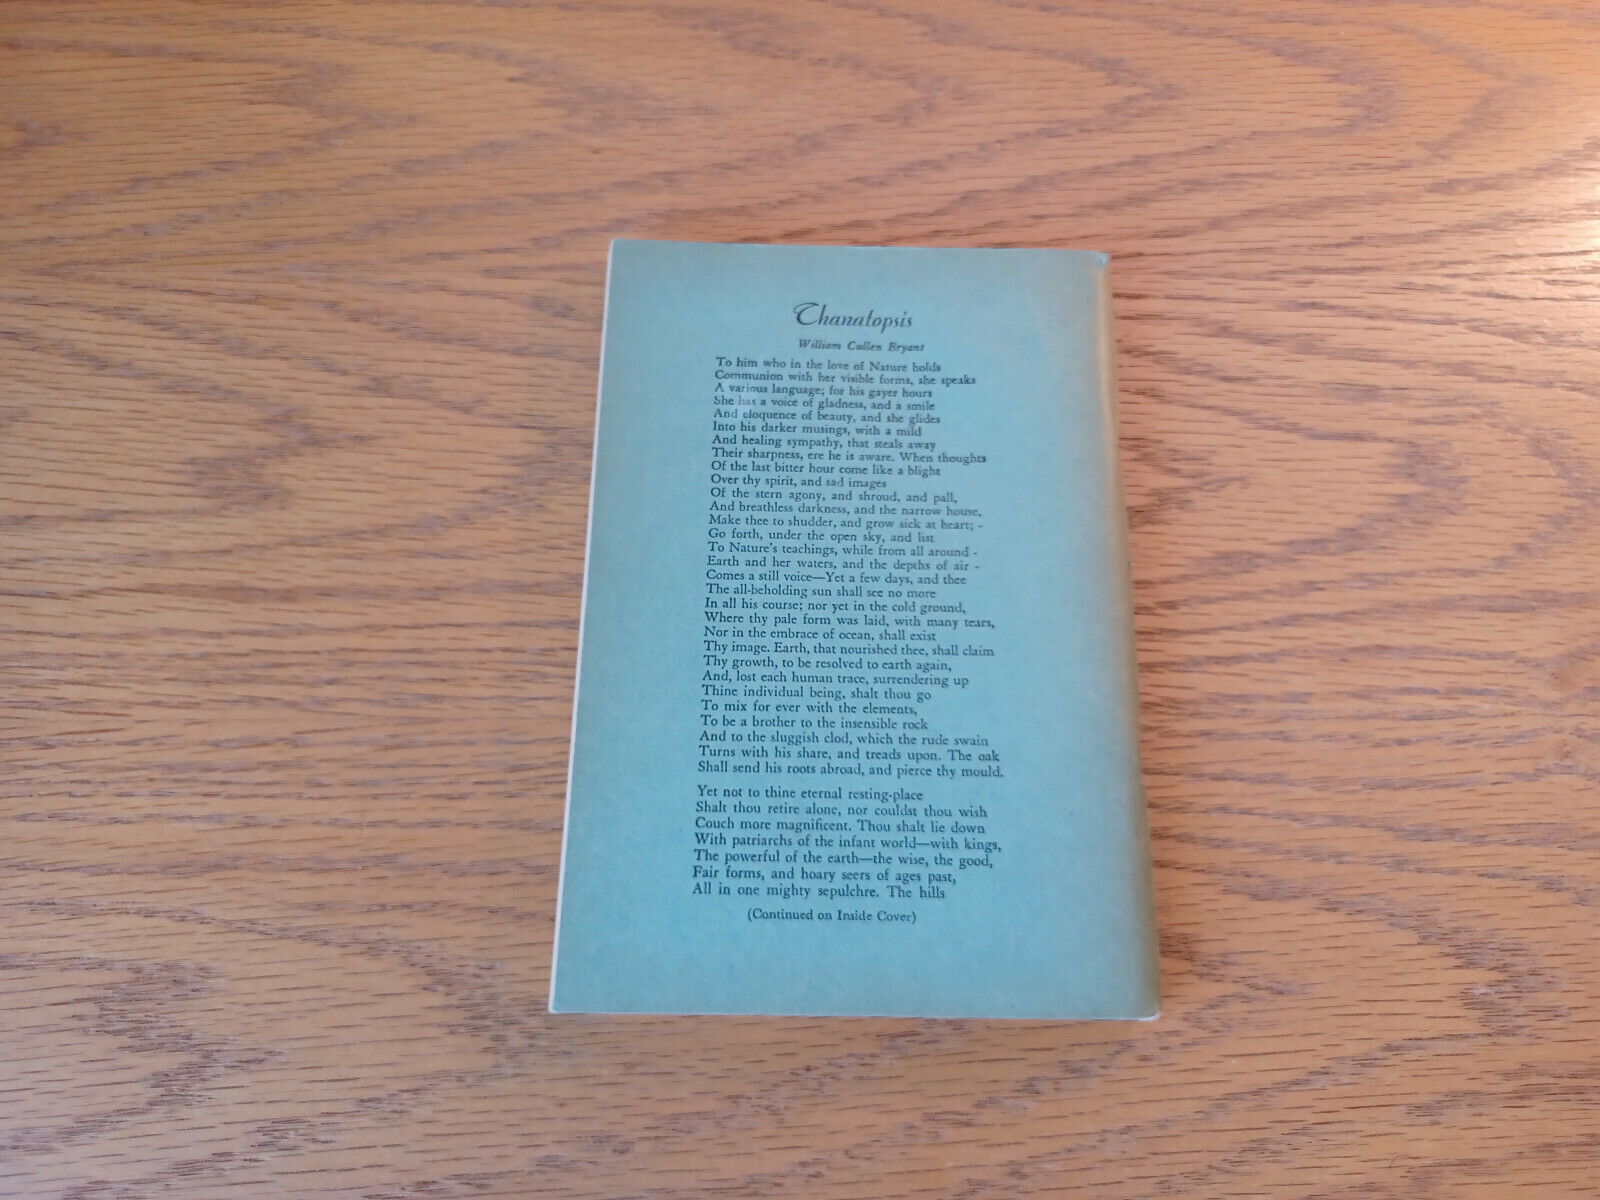 Thanatopsis
William Cullen Bryant
To him who in the love of Nature holds
Communion with her visible forms, she speaks
A various language; for his gayer hours
She has a voice of gladness, and a smile
And eloquence of beauty, and she glides
Into his darker musings, with a mild
And healing sympathy, that steals away
Their sharpness, ere he is aware. When thoughts
Of the last bitter hour come like a blight
Over thy spirit, and sad images
Of the stern agony, and shroud, and pall,
And breathless darkness, and the narrow house,
Make thee to shudder, and grow sick at heart; -
Go forth, under the open sky, and list
To Nature's teachings, while from all around -
Earth and her waters, and the depths of air -
Comes a still voice—Yet a few days, and thee
The all-beholding sun shall see no more
In all his course; nor yet in the cold ground,
Where thy pale form was laid, with many tears,
Nor in the embrace of ocean, shall exist
Thy image. Earth, that nourished thee, shall claim
Thy growth, to be resolved to earth again,
And, lost each human trace, surrendering up
Thine individual being, shalt thou go
To mix for ever with the elements,
To be a brother to the insensible rock
And to the sluggish clod, which the rude swain
Turns with his share, and treads upon. The oak
Shall send his roots abroad, and pierce thy mould.
Yet not to thine eternal resting-place
Shalt thou retire alone, nor couldst thou wish
Couch more magnificent. Thou shalt lie down
With patriarchs of the infant world—with kings,
The powerful of the earth—the wise, the good,
Fair forms, and hoary seers of ages past,
All in one mighty sepulchre. The hills
(Continued on Inside Cover)